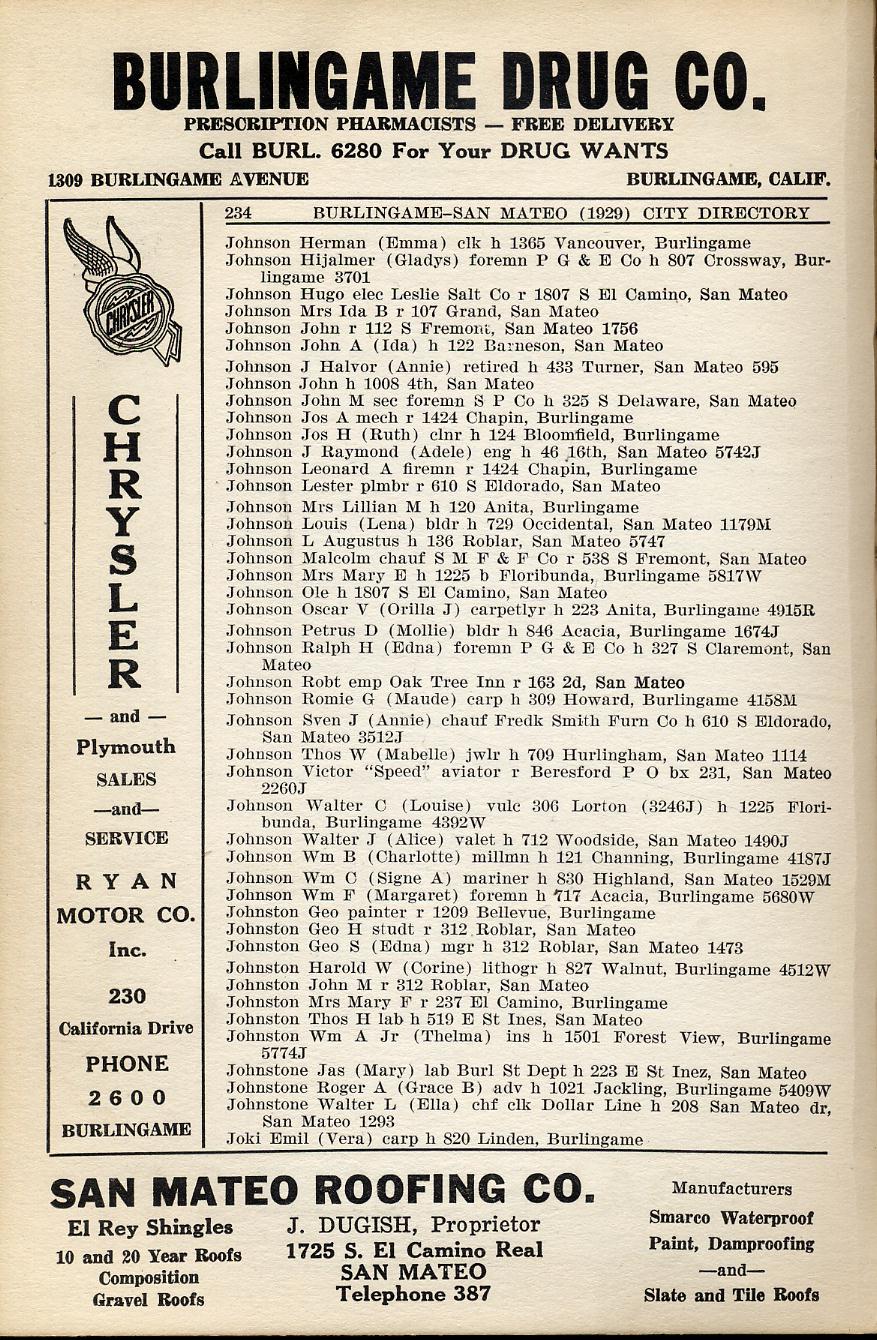 BURLINGAME DRUG CO.
PRESCRIPTION PHARMACISTS — FREE DELIVERY
Call BURL. 6280 For Your DRUG WANTS
1309 BURLINGAME AVENUE BURLINGAME, CALIF.
CHRYSLER
CHRYSLER
— and —
Plymouth
SALES
—and—
SERVICE
RYAN
MOTOR CO.
Inc.
230
California Drive
PHONE
2600
BURLINGAME
234 BURLINGAME–SAN MATEO (1929) CITY DIRECTORY
Johnson Herman (Emma) clk h 1365 Vancouver, Burlingame
Johnson Hijalmer (Gladys) foremn P G & E Co h 807 Crossway, Bur-
lingame 3701
Johnson Hugo elec Leslie Salt Co r 1807 S El Camino, San Mateo
Johnson Mrs Ida B r 107 Grand, San Mateo
Johnson John r 112 S Fremont, San Mateo 1756
Johnson John A (Ida) h 122 Barneson, San Mateo
Johnson J Halvor (Annie) retired h 433 Turner, San Mateo 595
Johnson John h 1008 4th, San Mateo
Johnson John M sec foremn S P Co h 325 S Delaware, San Mateo
Johnson Jos A mech r 1424 Chapin, Burlingame
Johnson Jos H (Ruth) clnr h 124 Bloomfield, Burlingame
Johnson J Raymond (Adele) eng h 46 16th, San Mateo 5742J
Johnson Leonard A firemn r 1424 Chapin, Burlingame
Johnson Lester plmbr r 610 S Eldorado, San Mateo
Johnson Mrs Lillian M h 120 Anita, Burlingame
Johnson Louis (Lena) bldr h 729 Occidental, San Mateo 1179M
Johnson L Augustus h 136 Roblar, San Mateo 5747
Johnson Malcolm chauf S M F & F Co r 538 S Fremont, San Mateo
Johnson Mrs Mary E h 1225 b Floribunda, Burlingame 5817W
Johnson Ole h 1807 S El Camino, San Mateo
Johnson Oscar V (Orilla J) carpetlyr h 223 Anita, Burlingame 4915R
Johnson Petrus D (Mollie) bldr h 846 Acacia, Burlingame 1674J
Johnson Ralph H (Edna) foremn P G & E Co h 327 S Claremont, San
Mateo
Johnson Robt emp Oak Tree Inn r 163 2d, San Mateo
Johnson Romie G (Maude) carp h 309 Howard, Burlingame 4158M
Johnson Sven J (Annie) chauf Fredk Smith Furn Co h 610 S Eldorado,
San Mateo 3512J
Johnson Thos W (Mabelle) jwlr h 709 Hurlingham, San Mateo 1114
Johnson Victor “Speed” aviator r Beresford P O bx 231, San Mateo
2260J
Johnson Walter C (Louise) vulc 306 Lorton (3246J) h 1225 Flori-
bunda, Burlingame 4392W
Johnson Walter J (Alice) valet h 712 Woodside, San Mateo 1490J
Johnson Wm B (Charlotte) millmn h 121 Channing, Burlingame 4187J
Johnson Wm C (Signe A) mariner h 830 Highland, San Mateo 1529M
Johnson Wm F (Margaret) foremn h 717 Acacia, Burlingame 5680W
Johnston Geo painter r 1209 Bellevue, Burlingame
Johnston Geo H studt r 312 Roblar, San Mateo
Johnston Geo S (Edna) mgr h 312 Roblar, San Mateo 1473
Johnston Harold W (Corine) lithogr h 827 Walnut, Burlingame 4512W
Johnston John M r 312 Roblar, San Mateo
Johnston Mrs Mary F r 237 El Camino, Burlingame
Johnston Thos H lab h 519 E St Ines, San Mateo
Johnston Wm A Jr (Thelma) ins h 1501 Forest View, Burlingame
5774J
Johnstone Jas (Mary) lab Burl St Dept h 223 E St Inez, San Mateo
Johnstone Roger A (Grace B) adv h 1021 Jackling, Burlingame 5409W
Johnstone Walter L (Ella) chf clk Dollar Line h 208 San Mateo dr,
San Mateo 1293
Joki Emil (Vera) carp h 820 Linden, Burlingame
SAN MATEO ROOFING CO.
El Rey Shingles
10 and 20 Year Roofs
Composition
Gravel Roofs
J. DUGISH, Proprietor
1725 S. El Camino Real
SAN MATEO
Telephone 387
Manufacturers
Smarco Waterproof
Paint, Damproofing
—and—
Slate and Tile Roofs